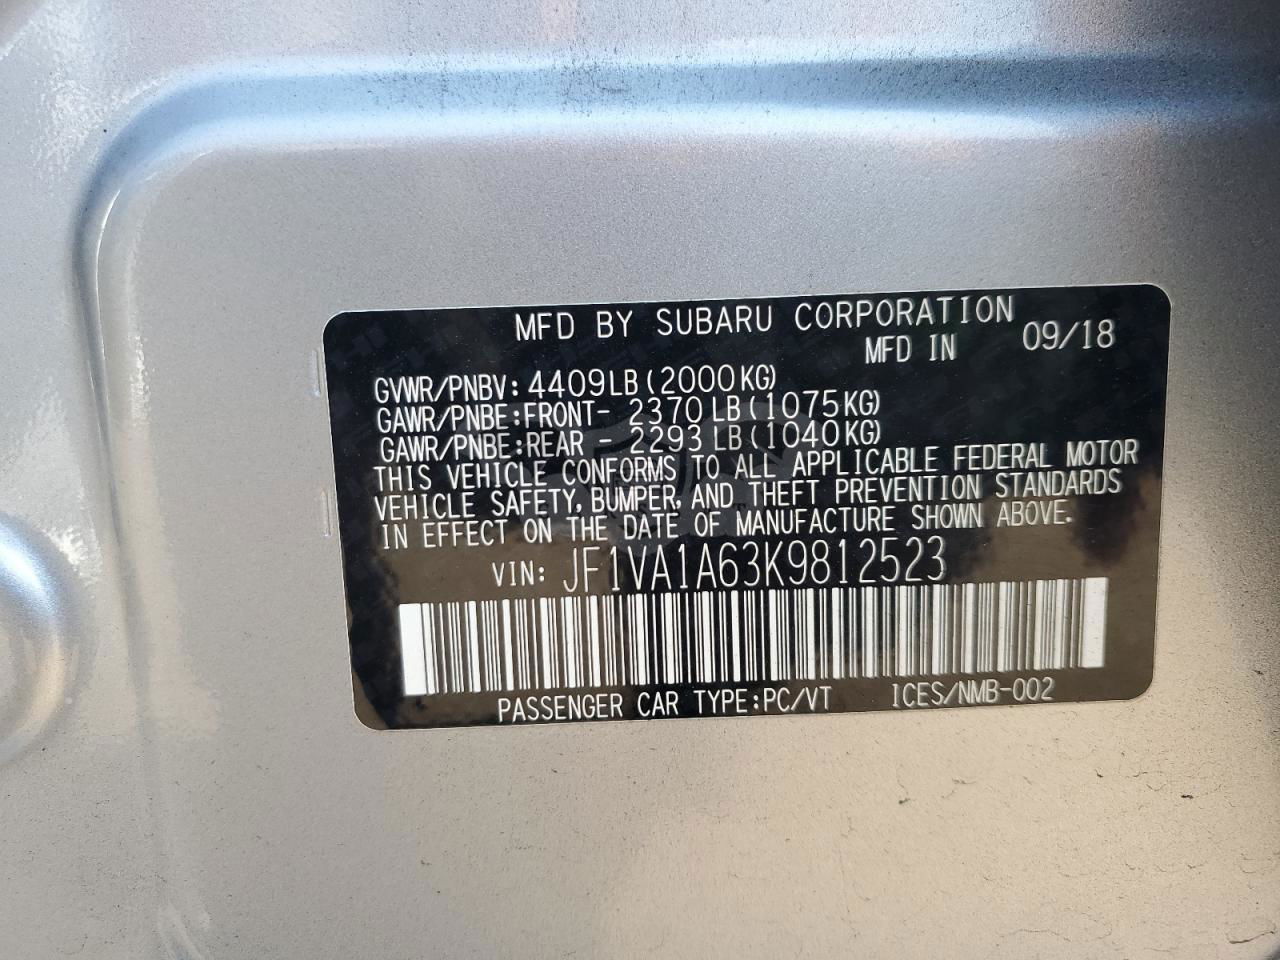 MFD BY SUBARU CORPORATION
MFD IN 09/18
GVWR/PNBV: 4409LB(2000KG)
GAWR/PNBE:FRONT- 2370LB(1075KG)
GAWR/PNBE:REAR - 2293LB(1040KG)
THIS VEHICLE CONFORMS TO ALL APPLICABLE FEDERAL MOTOR
VEHICLE SAFETY, BUMPER, AND THEFT PREVENTION STANDARDS
IN EFFECT ON THE DATE OF MANUFACTURE SHOWN ABOVE.
VIN: JF1VA1A63K9812523
PASSENGER CAR TYPE:PC/VT ICES/NMB-002